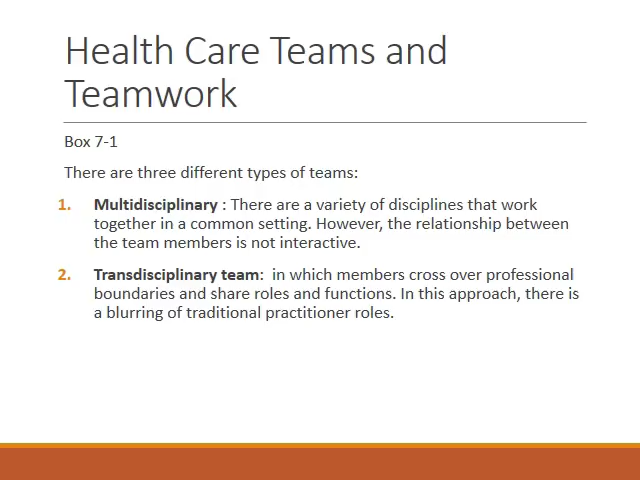 Health Care Teams and
Teamwork
Box 7-1
There are three different types of teams:
1. Multidisciplinary : There are a variety of disciplines that work
together in a common setting. However, the relationship between
the team members is not interactive.
2. Transdisciplinary team:  in which members cross over professional
boundaries and share roles and functions. In this approach, there is
a blurring of traditional practitioner roles.